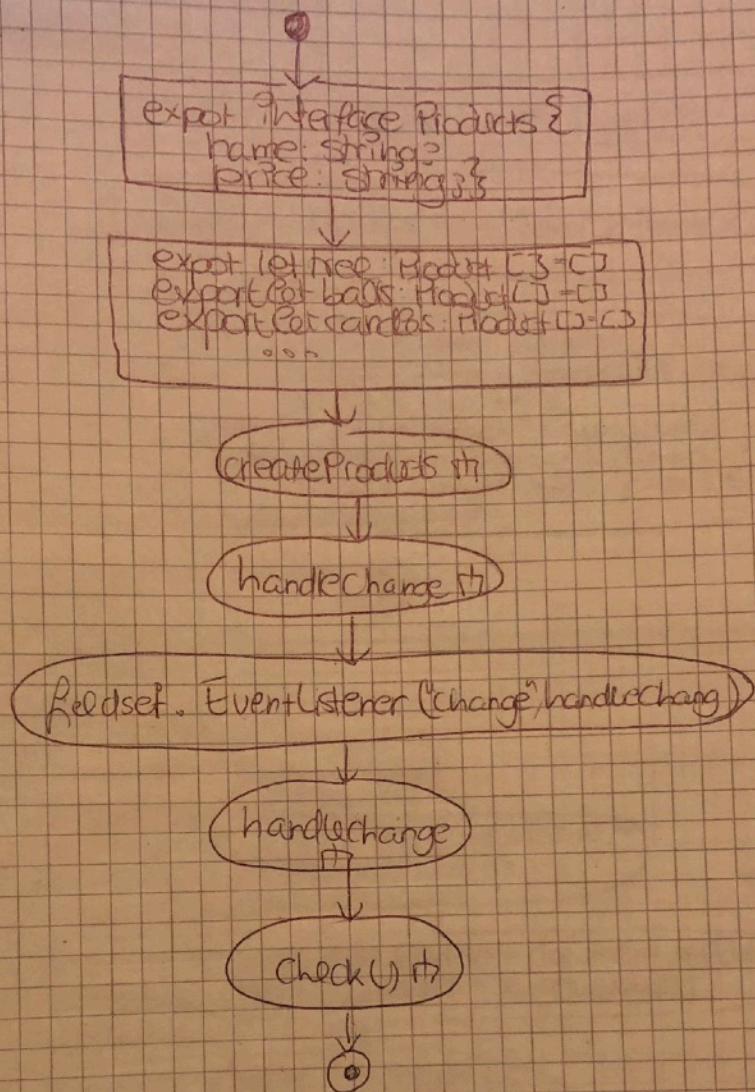 export interface Products {
name: string;
price: string;}
export let tree: Product []=[]
export let balls: Product[]=[]
export let candles: Product[]=[]
...
createProducts
handleChange
fieldset. EventListener ("change", handleChang)
handlechange
check()